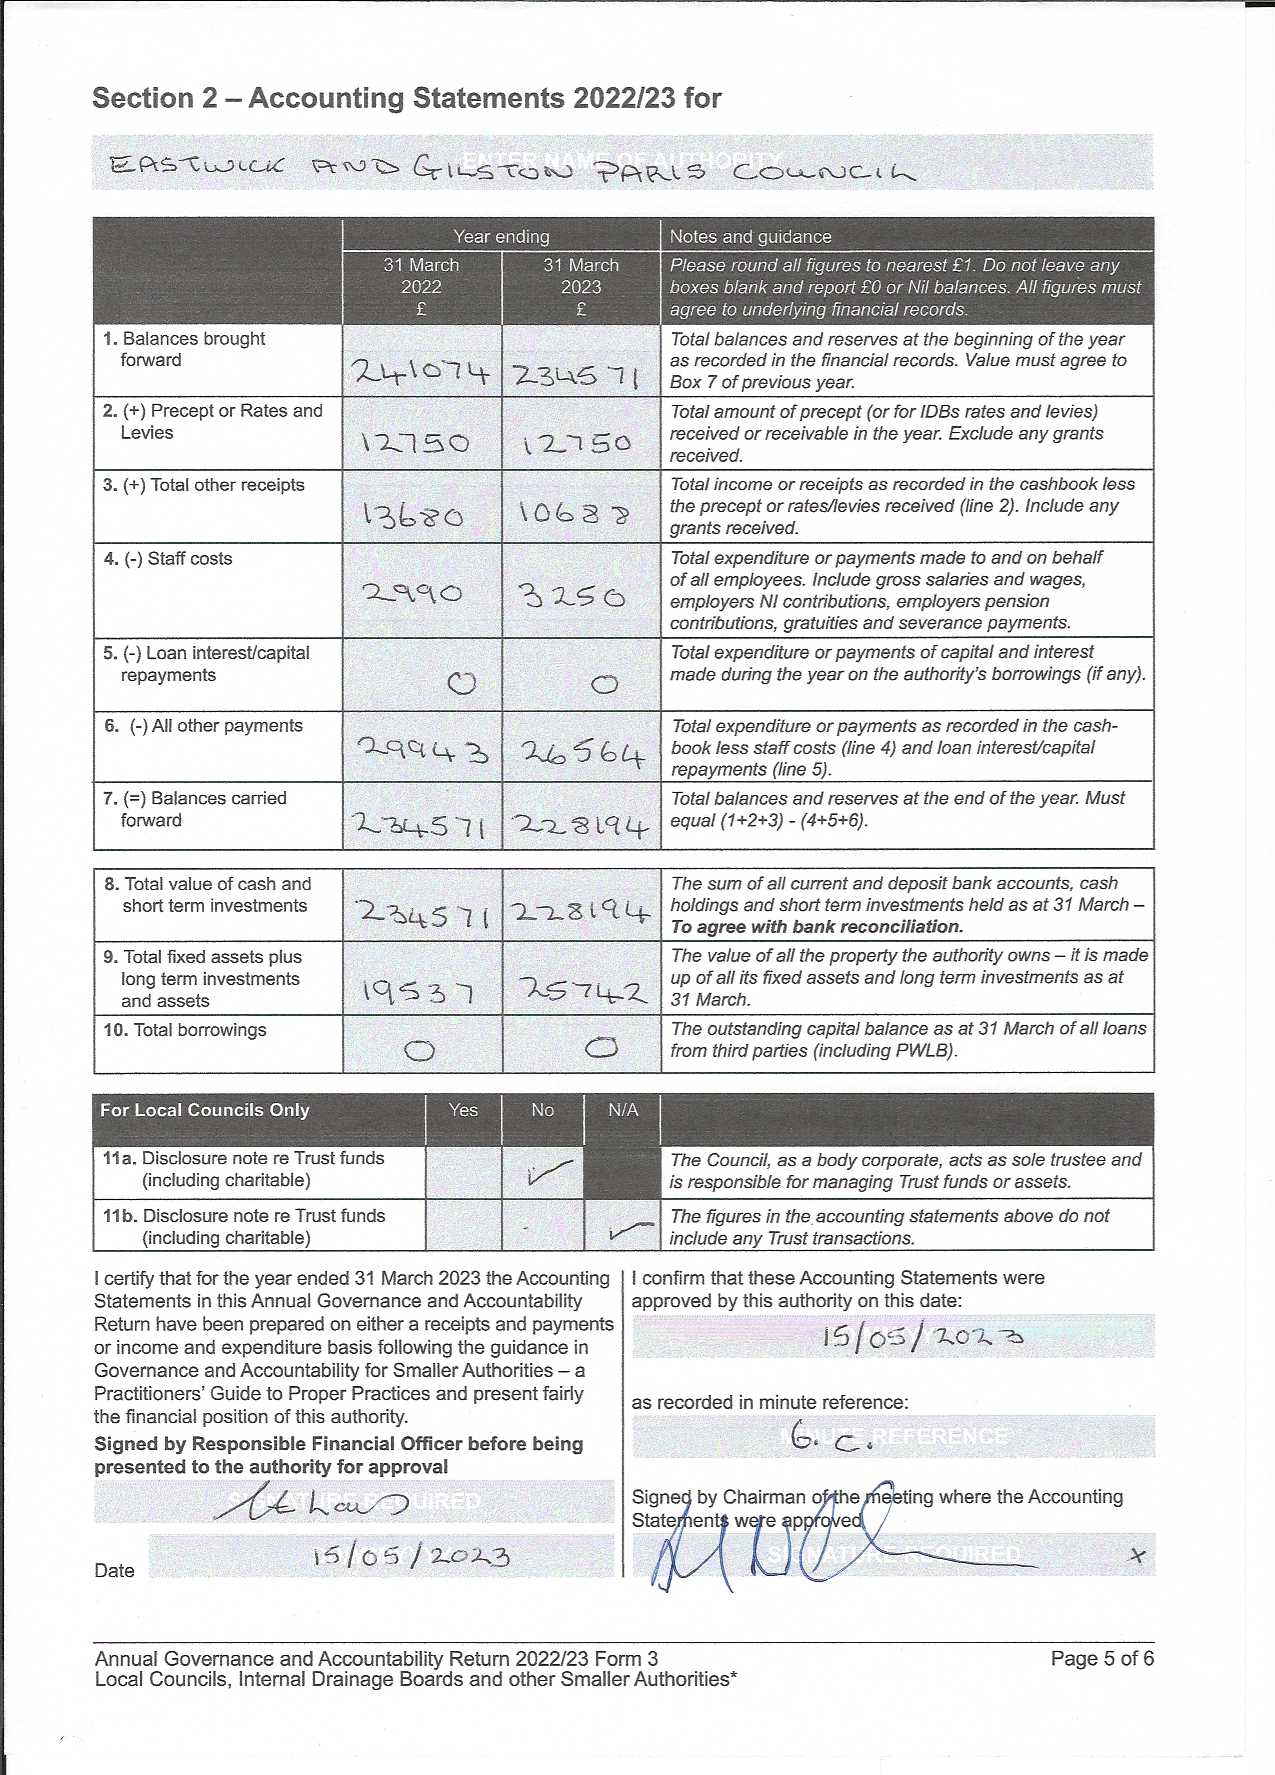 Section 2 – Accounting Statements 2022/23 for
EASTWICK AND GILSTON PARIS COUNCIL
Year ending
Notes and guidance
31 March 2022 £
31 March 2023 £
Please round all figures to nearest £1. Do not leave any
boxes blank and report £0 or Nil balances. All figures must
agree to underlying financial records.
1. Balances brought
forward
241074
234571
Total balances and reserves at the beginning of the year
as recorded in the financial records. Value must agree to
Box 7 of previous year.
2. (+) Precept or Rates and
Levies
12750
12750
Total amount of precept (or for IDBs rates and levies)
received or receivable in the year. Exclude any grants
received.
3. (+) Total other receipts
13680
10688
Total income or receipts as recorded in the cashbook less
the precept or rates/levies received (line 2). Include any
grants received.
4. (-) Staff costs
2990
3250
Total expenditure or payments made to and on behalf
of all employees. Include gross salaries and wages,
employers NI contributions, employers pension
contributions, gratuities and severance payments.
5. (-) Loan interest/capital
repayments
0
0
Total expenditure or payments of capital and interest
made during the year on the authority's borrowings (if any).
6. (-) All other payments
29943
26564
Total expenditure or payments as recorded in the cash-
book less staff costs (line 4) and loan interest/capital
repayments (line 5).
7. (=) Balances carried
forward
234571
228194
Total balances and reserves at the end of the year. Must
equal (1+2+3) - (4+5+6).
8. Total value of cash and
short term investments
234571
228194
The sum of all current and deposit bank accounts, cash
holdings and short term investments held as at 31 March –
To agree with bank reconciliation.
9. Total fixed assets plus
long term investments
and assets
19537
25742
The value of all the property the authority owns – it is made
up of all its fixed assets and long term investments as at
31 March.
10. Total borrowings
0
0
The outstanding capital balance as at 31 March of all loans
from third parties (including PWLB).
For Local Councils Only
Yes
No
N/A
11a. Disclosure note re Trust funds
(including charitable)
The Council, as a body corporate, acts as sole trustee and
is responsible for managing Trust funds or assets.
11b. Disclosure note re Trust funds
(including charitable)
The figures in the accounting statements above do not
include any Trust transactions.
I certify that for the year ended 31 March 2023 the Accounting
Statements in this Annual Governance and Accountability
Return have been prepared on either a receipts and payments
or income and expenditure basis following the guidance in
Governance and Accountability for Smaller Authorities – a
Practitioners' Guide to Proper Practices and present fairly
the financial position of this authority.
Signed by Responsible Financial Officer before being
presented to the authority for approval
SIGNATURE REQUIRED
Date
15/05/2023
I confirm that these Accounting Statements were
approved by this authority on this date:
15/05/2023
as recorded in minute reference:
MINUTE REFERENCE
6. c.
Signed by Chairman of the meeting where the Accounting
Statements were approved
SIGNATURE REQUIRED
x
Annual Governance and Accountability Return 2022/23 Form 3
Local Councils, Internal Drainage Boards and other Smaller Authorities*
Page 5 of 6